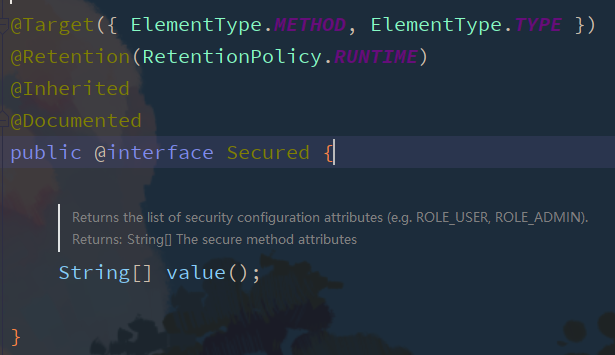 @Target({ ElementType.METHOD, ElementType.TYPE })
@Retention(RetentionPolicy.RUNTIME)
@Inherited
@Documented
public @interface Secured {
Returns the list of security configuration attributes (e.g. ROLE_USER, ROLE_ADMIN).
Returns: String[] The secure method attributes
String[] value();
}